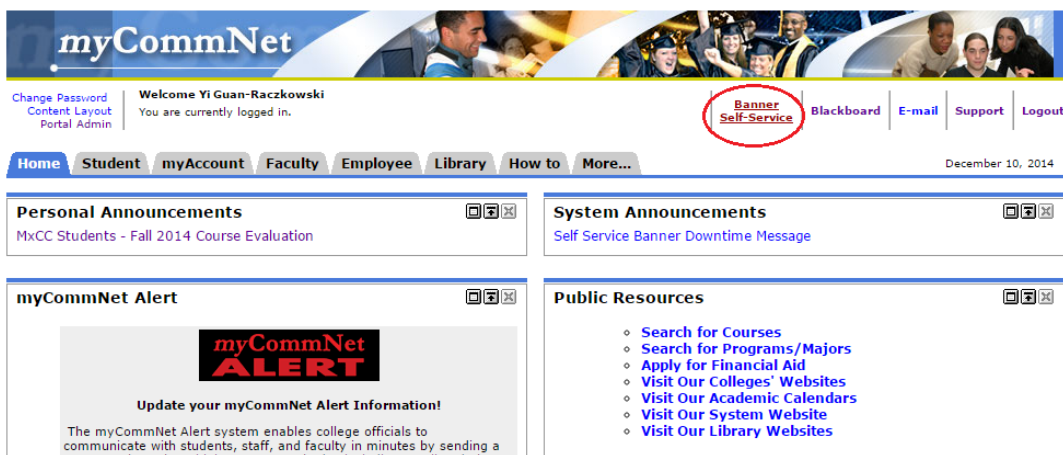 myCommNet
Change Password
Content Layout
Portal Admin
Welcome Yi Guan-Raczkowski
You are currently logged in.
Banner
Self-Service
Blackboard
E-mail
Support
Logout
Home Student myAccount Faculty Employee Library How to More...
December 10, 2014
Personal Announcements
MxCC Students - Fall 2014 Course Evaluation
System Announcements
Self Service Banner Downtime Message
myCommNet Alert
myCommNet
ALERT
Update your myCommNet Alert Information!
The myCommNet Alert system enables college officials to
communicate with students, staff, and faculty in minutes by sending a
Public Resources
Search for Courses
Search for Programs/Majors
Apply for Financial Aid
Visit Our Colleges' Websites
Visit Our Academic Calendars
Visit Our System Website
Visit Our Library Websites